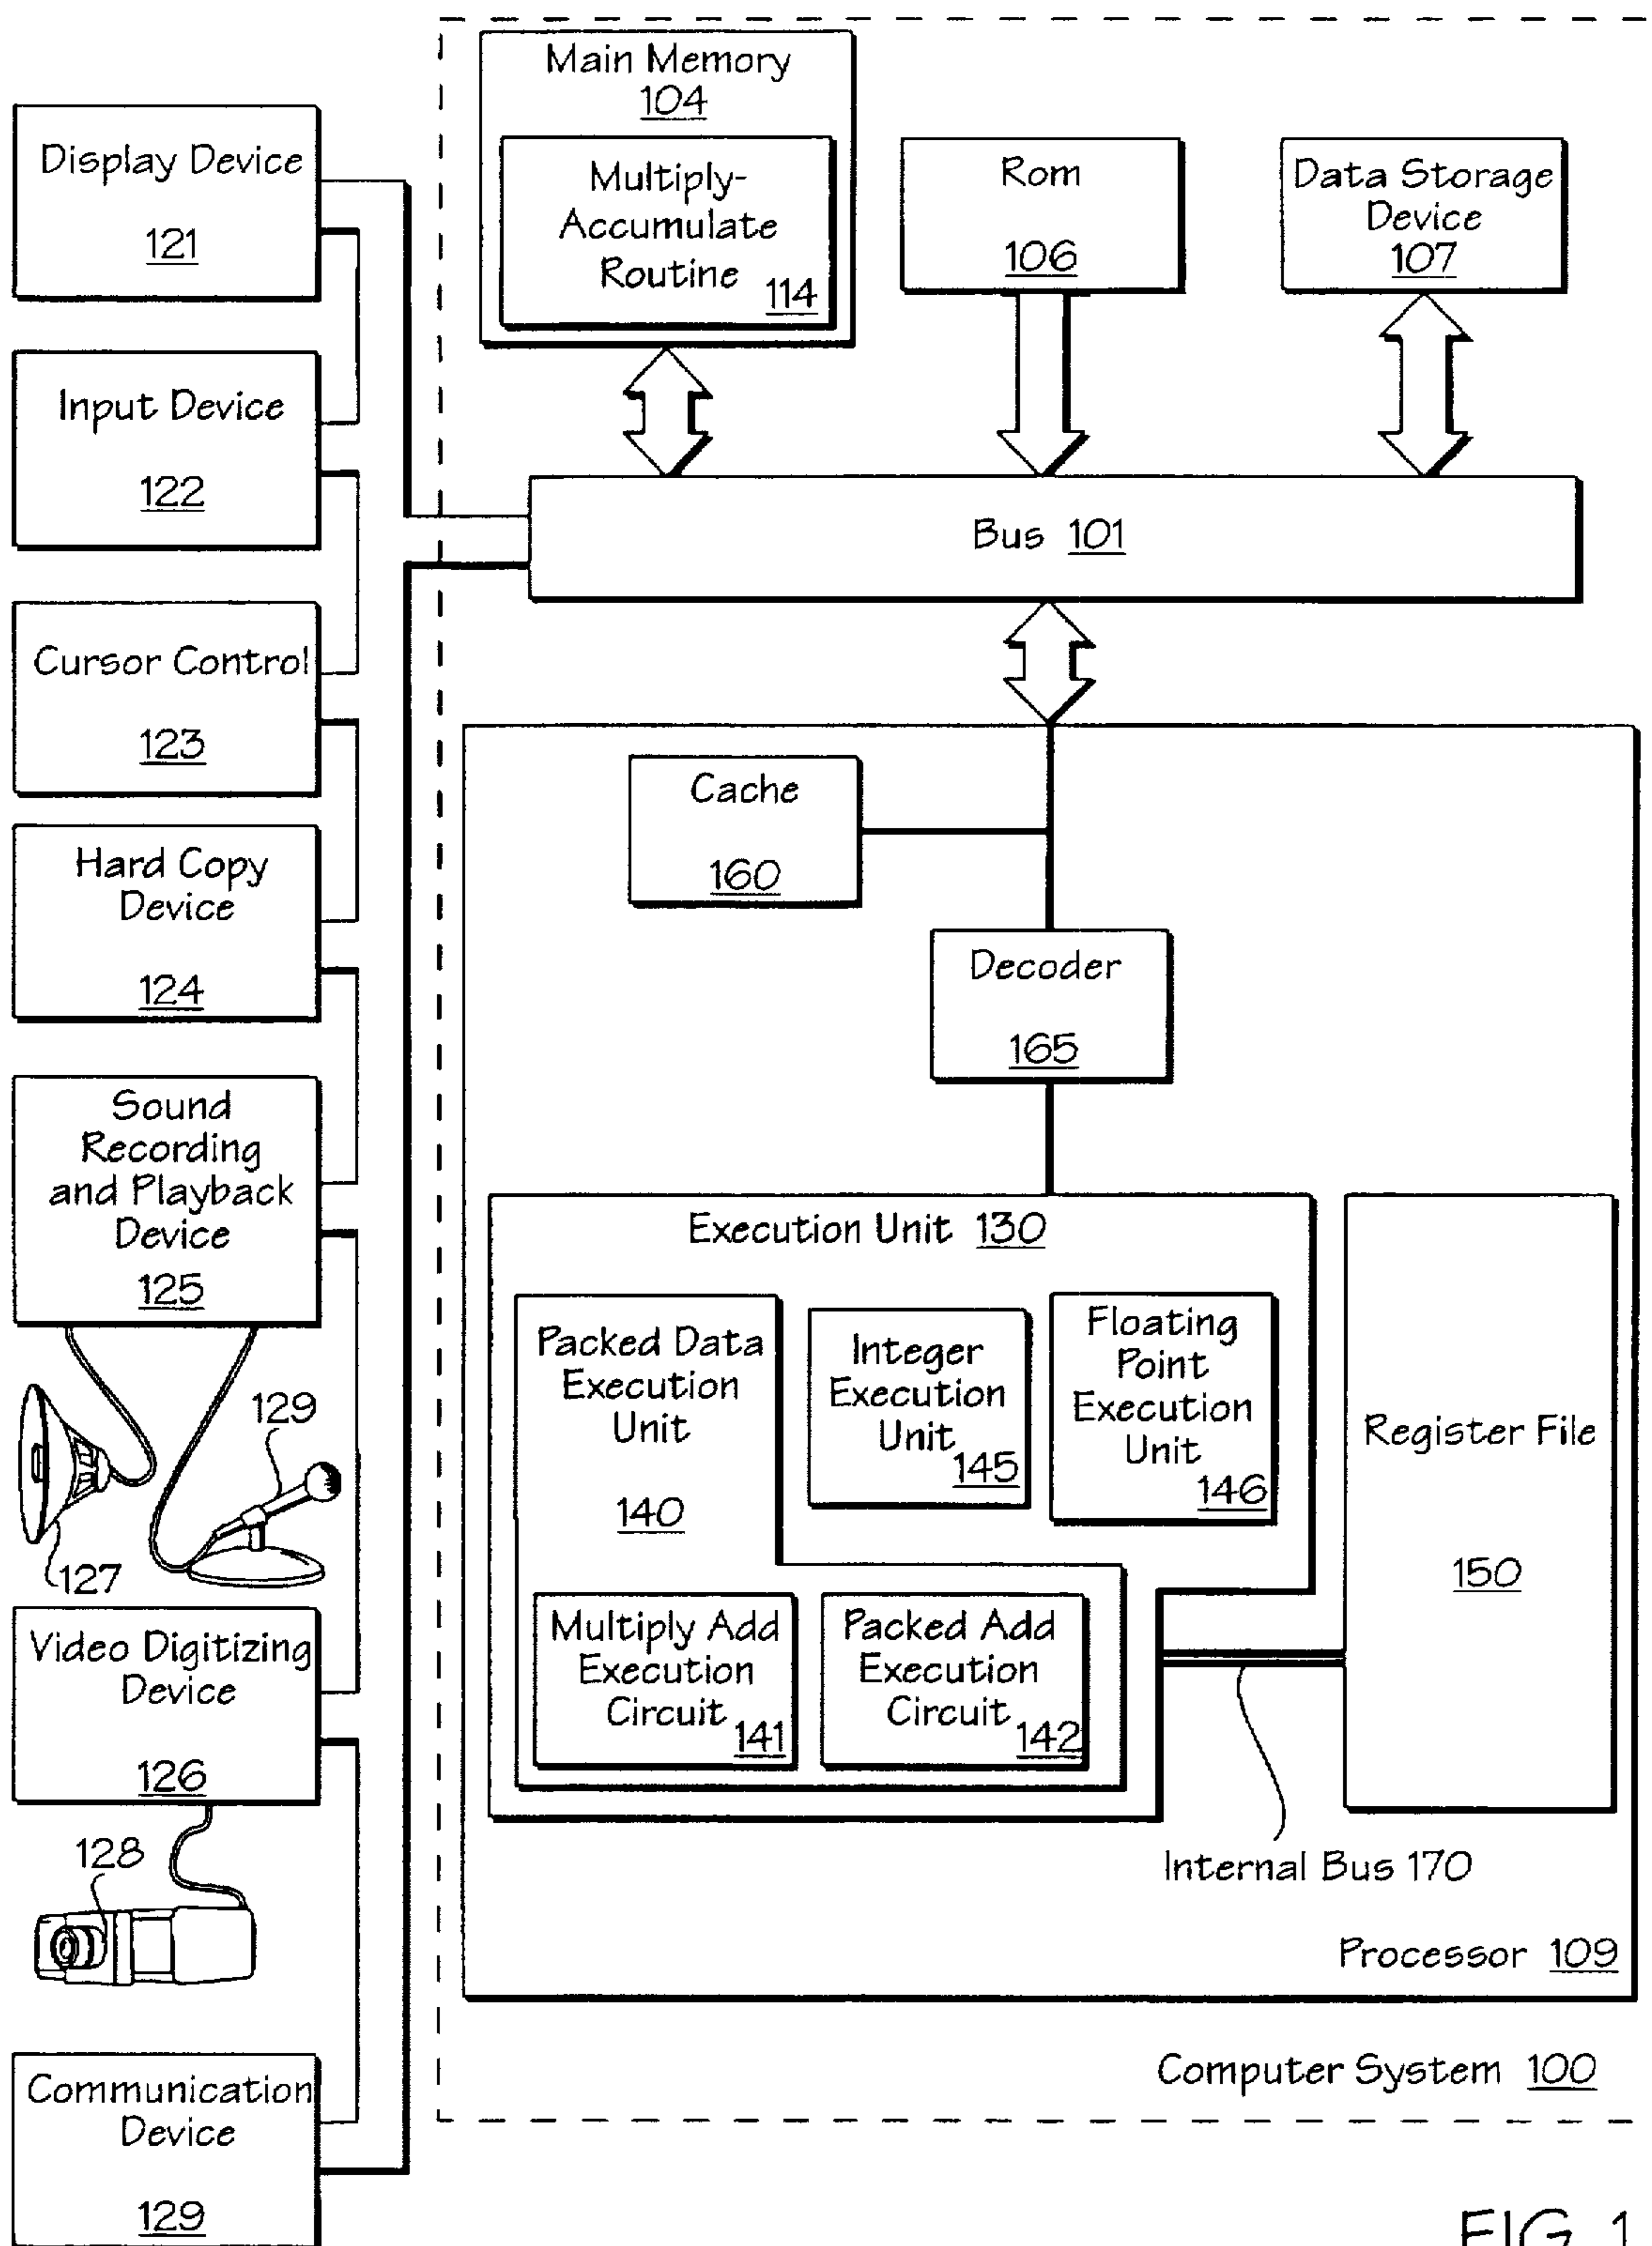 Display Device
121
Input Device
122
Cursor Control
123
Hard Copy
Device
124
Sound
Recording
and Playback
Device
125
129
127
Video Digitizing
Device
126
128
Communication
Device
129
Main Memory
104
Multiply-
Accumulate
Routine
114
Rom
106
Data Storage
Device
107
Bus 101
Cache
160
Decoder
165
Execution Unit 130
Packed Data
Execution
Unit
140
Integer
Execution
Unit
145
Floating
Point
Execution
Unit
146
Multiply Add
Execution
Circuit
141
Packed Add
Execution
Circuit
142
Register File
150
Internal Bus 170
Processor 109
Computer System 100
FIG. 1